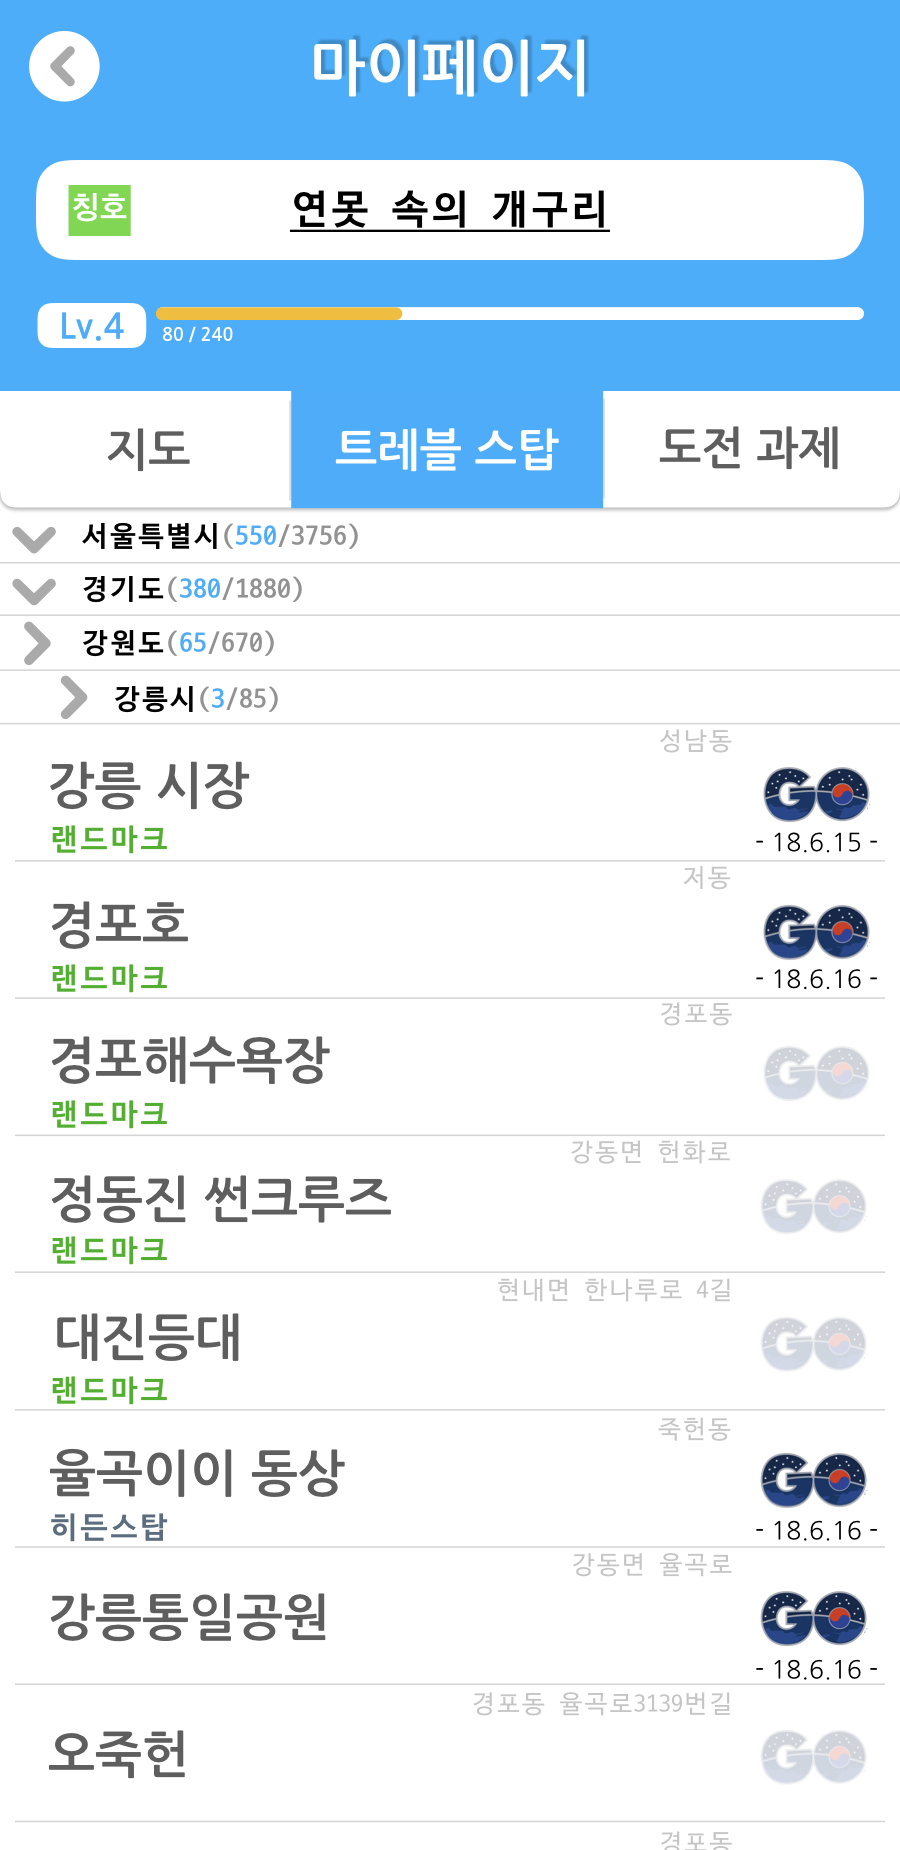 마이페이지
칭호 연못 속의 개구리
Lv.4
80 / 240
지도 트레블 스탑 도전 과제
서울특별시(550/3756)
경기도(380/1880)
강원도(65/670)
강릉시(3/85)
성남동
강릉 시장
GO
랜드마크
- 18.6.15 -
저동
경포호
GO
랜드마크
- 18.6.16 -
경포동
경포해수욕장
GO
랜드마크
강동면 헌화로
정동진 썬크루즈
GO
랜드마크
현내면 한나루로 4길
대진등대
GO
랜드마크
죽헌동
율곡이이 동상
GO
히든스탑
- 18.6.16 -
강동면 율곡로
강릉통일공원
GO
- 18.6.16 -
경포동 율곡로3139번길
오죽헌
GO
경포동